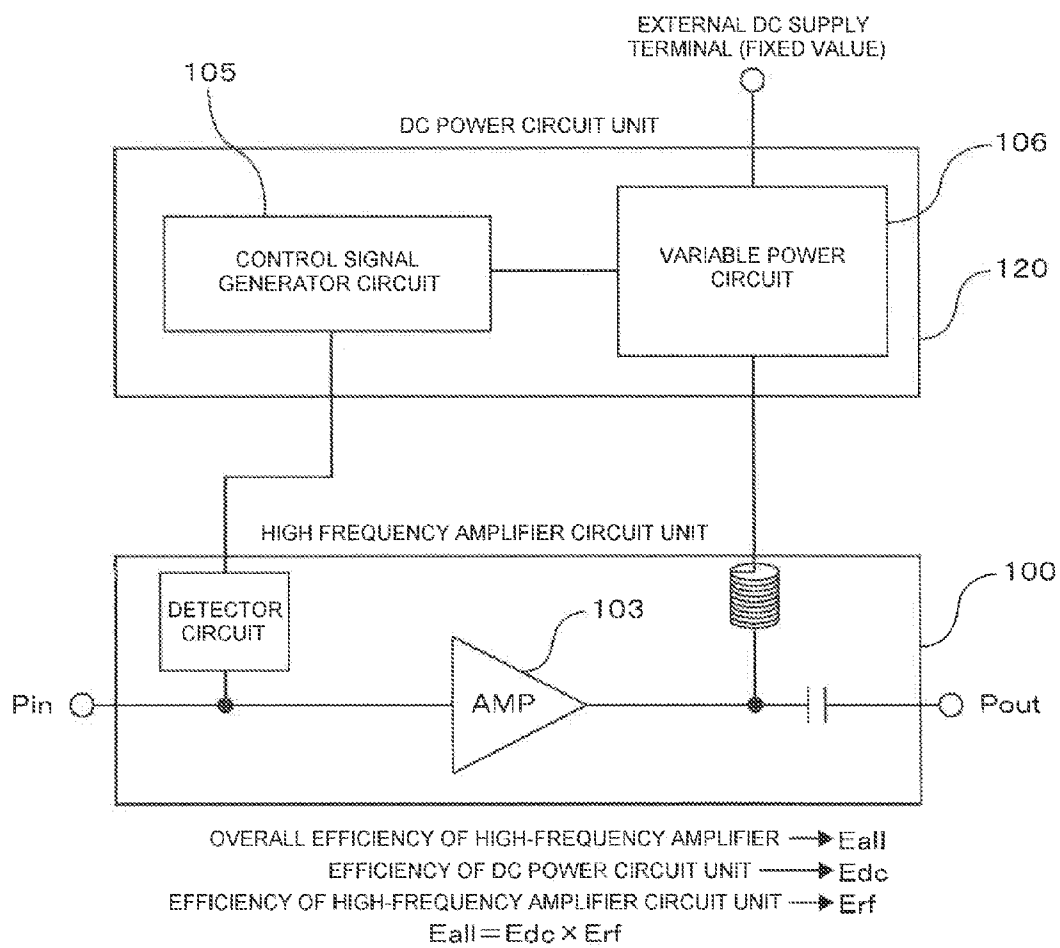 EXTERNAL DC SUPPLY
TERMINAL (FIXED VALUE)
105
DC POWER CIRCUIT UNIT
106
CONTROL SIGNAL
GENERATOR CIRCUIT
VARIABLE POWER
CIRCUIT
120
HIGH FREQUENCY AMPLIFIER CIRCUIT UNIT
100
DETECTOR
CIRCUIT
103
Pin
AMP
Pout
OVERALL EFFICIENCY OF HIGH-FREQUENCY AMPLIFIER → Eall
EFFICIENCY OF DC POWER CIRCUIT UNIT → Edc
EFFICIENCY OF HIGH-FREQUENCY AMPLIFIER CIRCUIT UNIT → Erf
Eall=Edc × Erf